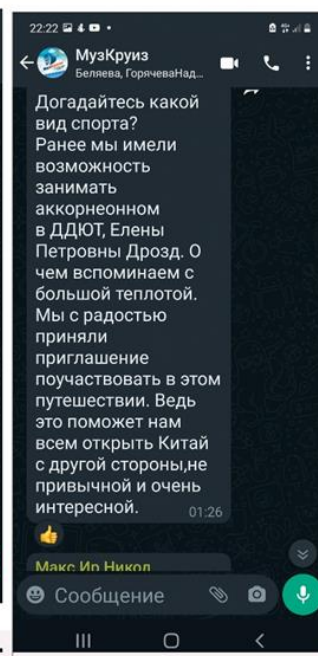 22:22
МузКруиз
Беляева, ГорячеваНад...
Догадайтесь какой
вид спорта?
Ранее мы имели
возможность
занимать
аккорнеонном
в ДДЮТ, Елены
Петровны Дрозд. О
чем вспоминаем с
большой теплотой.
Мы с радостью
приняли
приглашение
поучаствовать в этом
путешествии. Ведь
это поможет нам
всем открыть Китай
с другой стороны,не
привычной и очень
интересной.
01:26
Макс Ир Никол
Сообщение